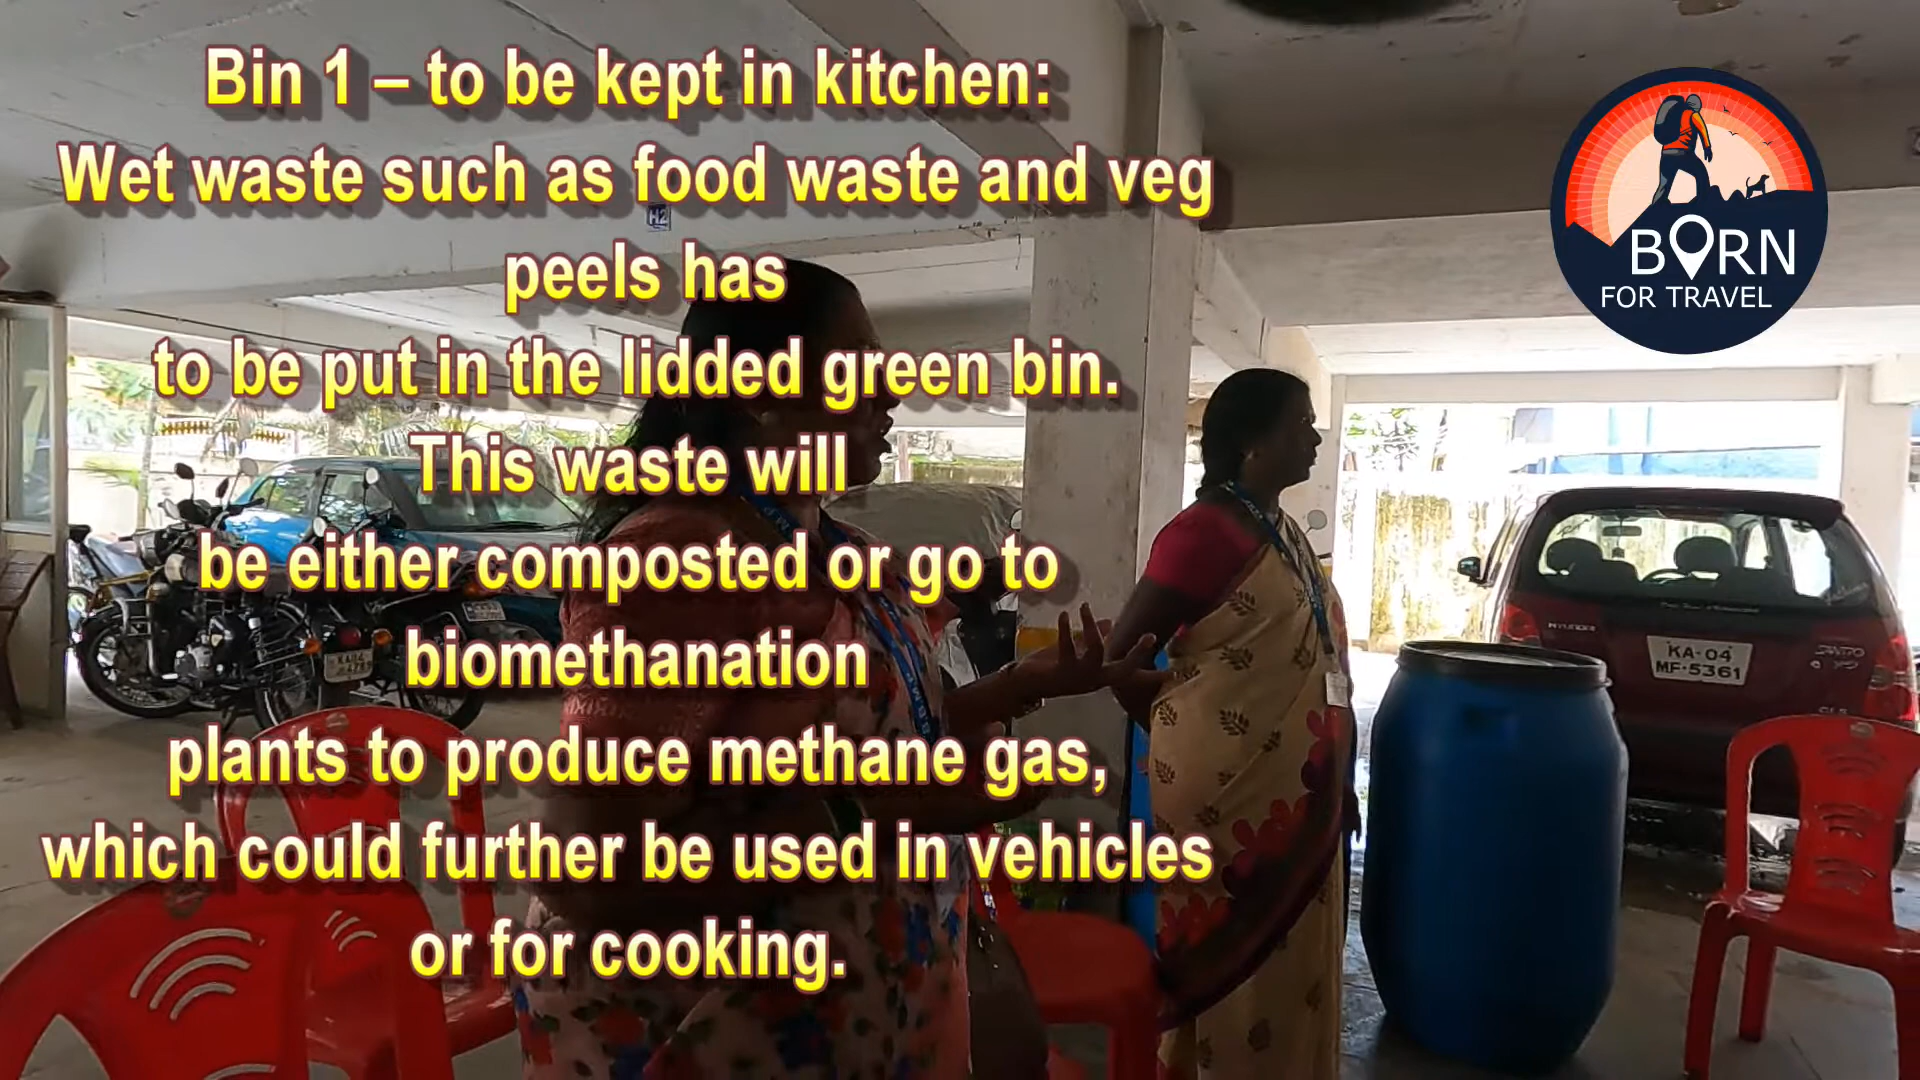 Bin 1 – to be kept in kitchen:
Wet waste such as food waste and veg
peels has
to be put in the lidded green bin.
This waste will
be either composted or go to
biomethanation
plants to produce methane gas,
which could further be used in vehicles
or for cooking.
BORN
FOR TRAVEL
H2
HYUNDAI
KA-04
MF-5361
SANTRO